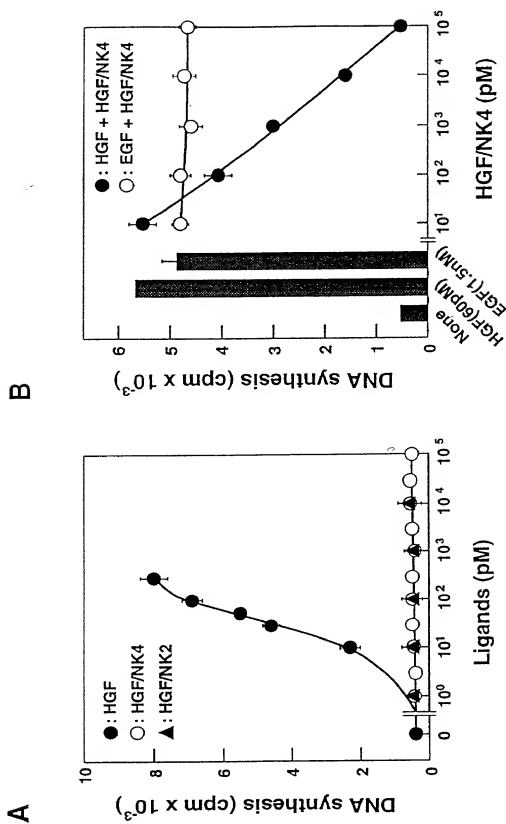 A
DNA synthesis (cpm x 10-3)
10
8
6
4
2
0
●: HGF
○: HGF/NK4
▲: HGF/NK2
0 10⁰ 10¹ 10² 10³ 10⁴ 10⁵
Ligands (pM)
B
DNA synthesis (cpm x 10-3)
6
5
4
3
2
1
0
●: HGF + HGF/NK4
○: EGF + HGF/NK4
None
HGF(60pM)
EGF(1.5nM)
10¹ 10² 10³ 10⁴ 10⁵
HGF/NK4 (pM)